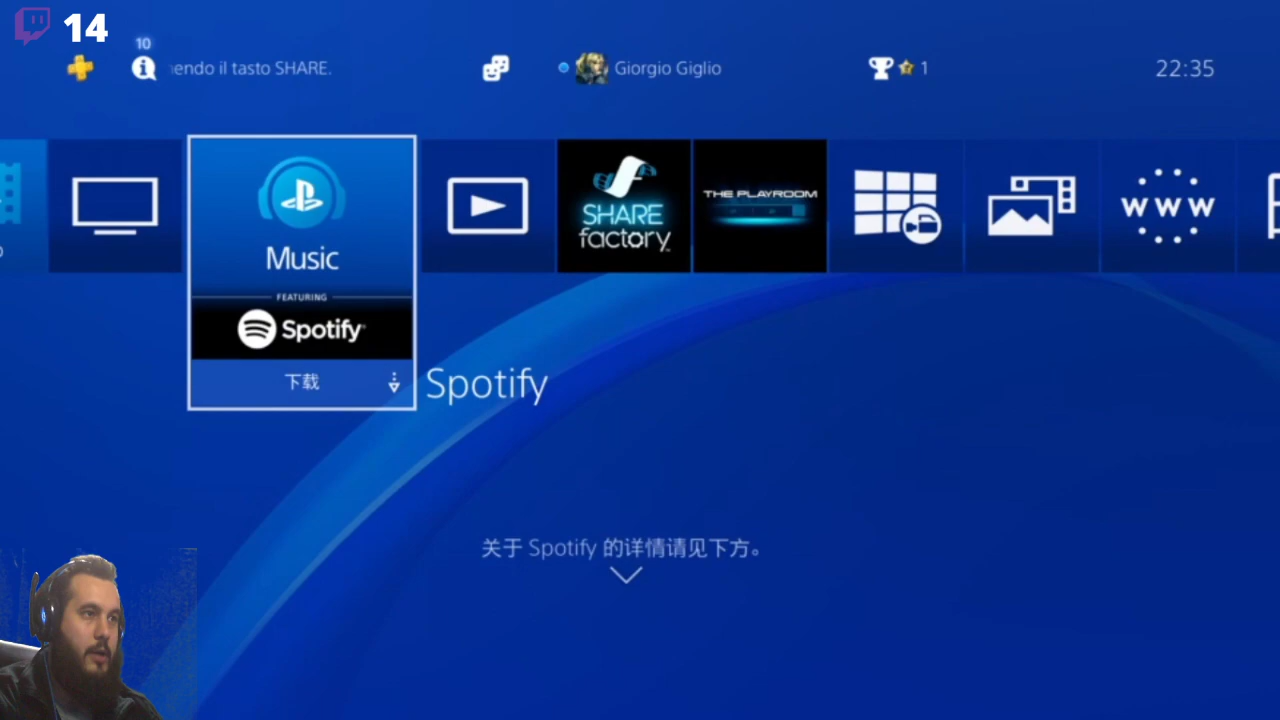 14
10
nendo il tasto SHARE.
Giorgio Giglio
1
22:35
Music
FEATURING
Spotify
下载
SHARE
factory
THE PLAYROOM
WWW
Spotify
关于 Spotify 的详情请见下方。